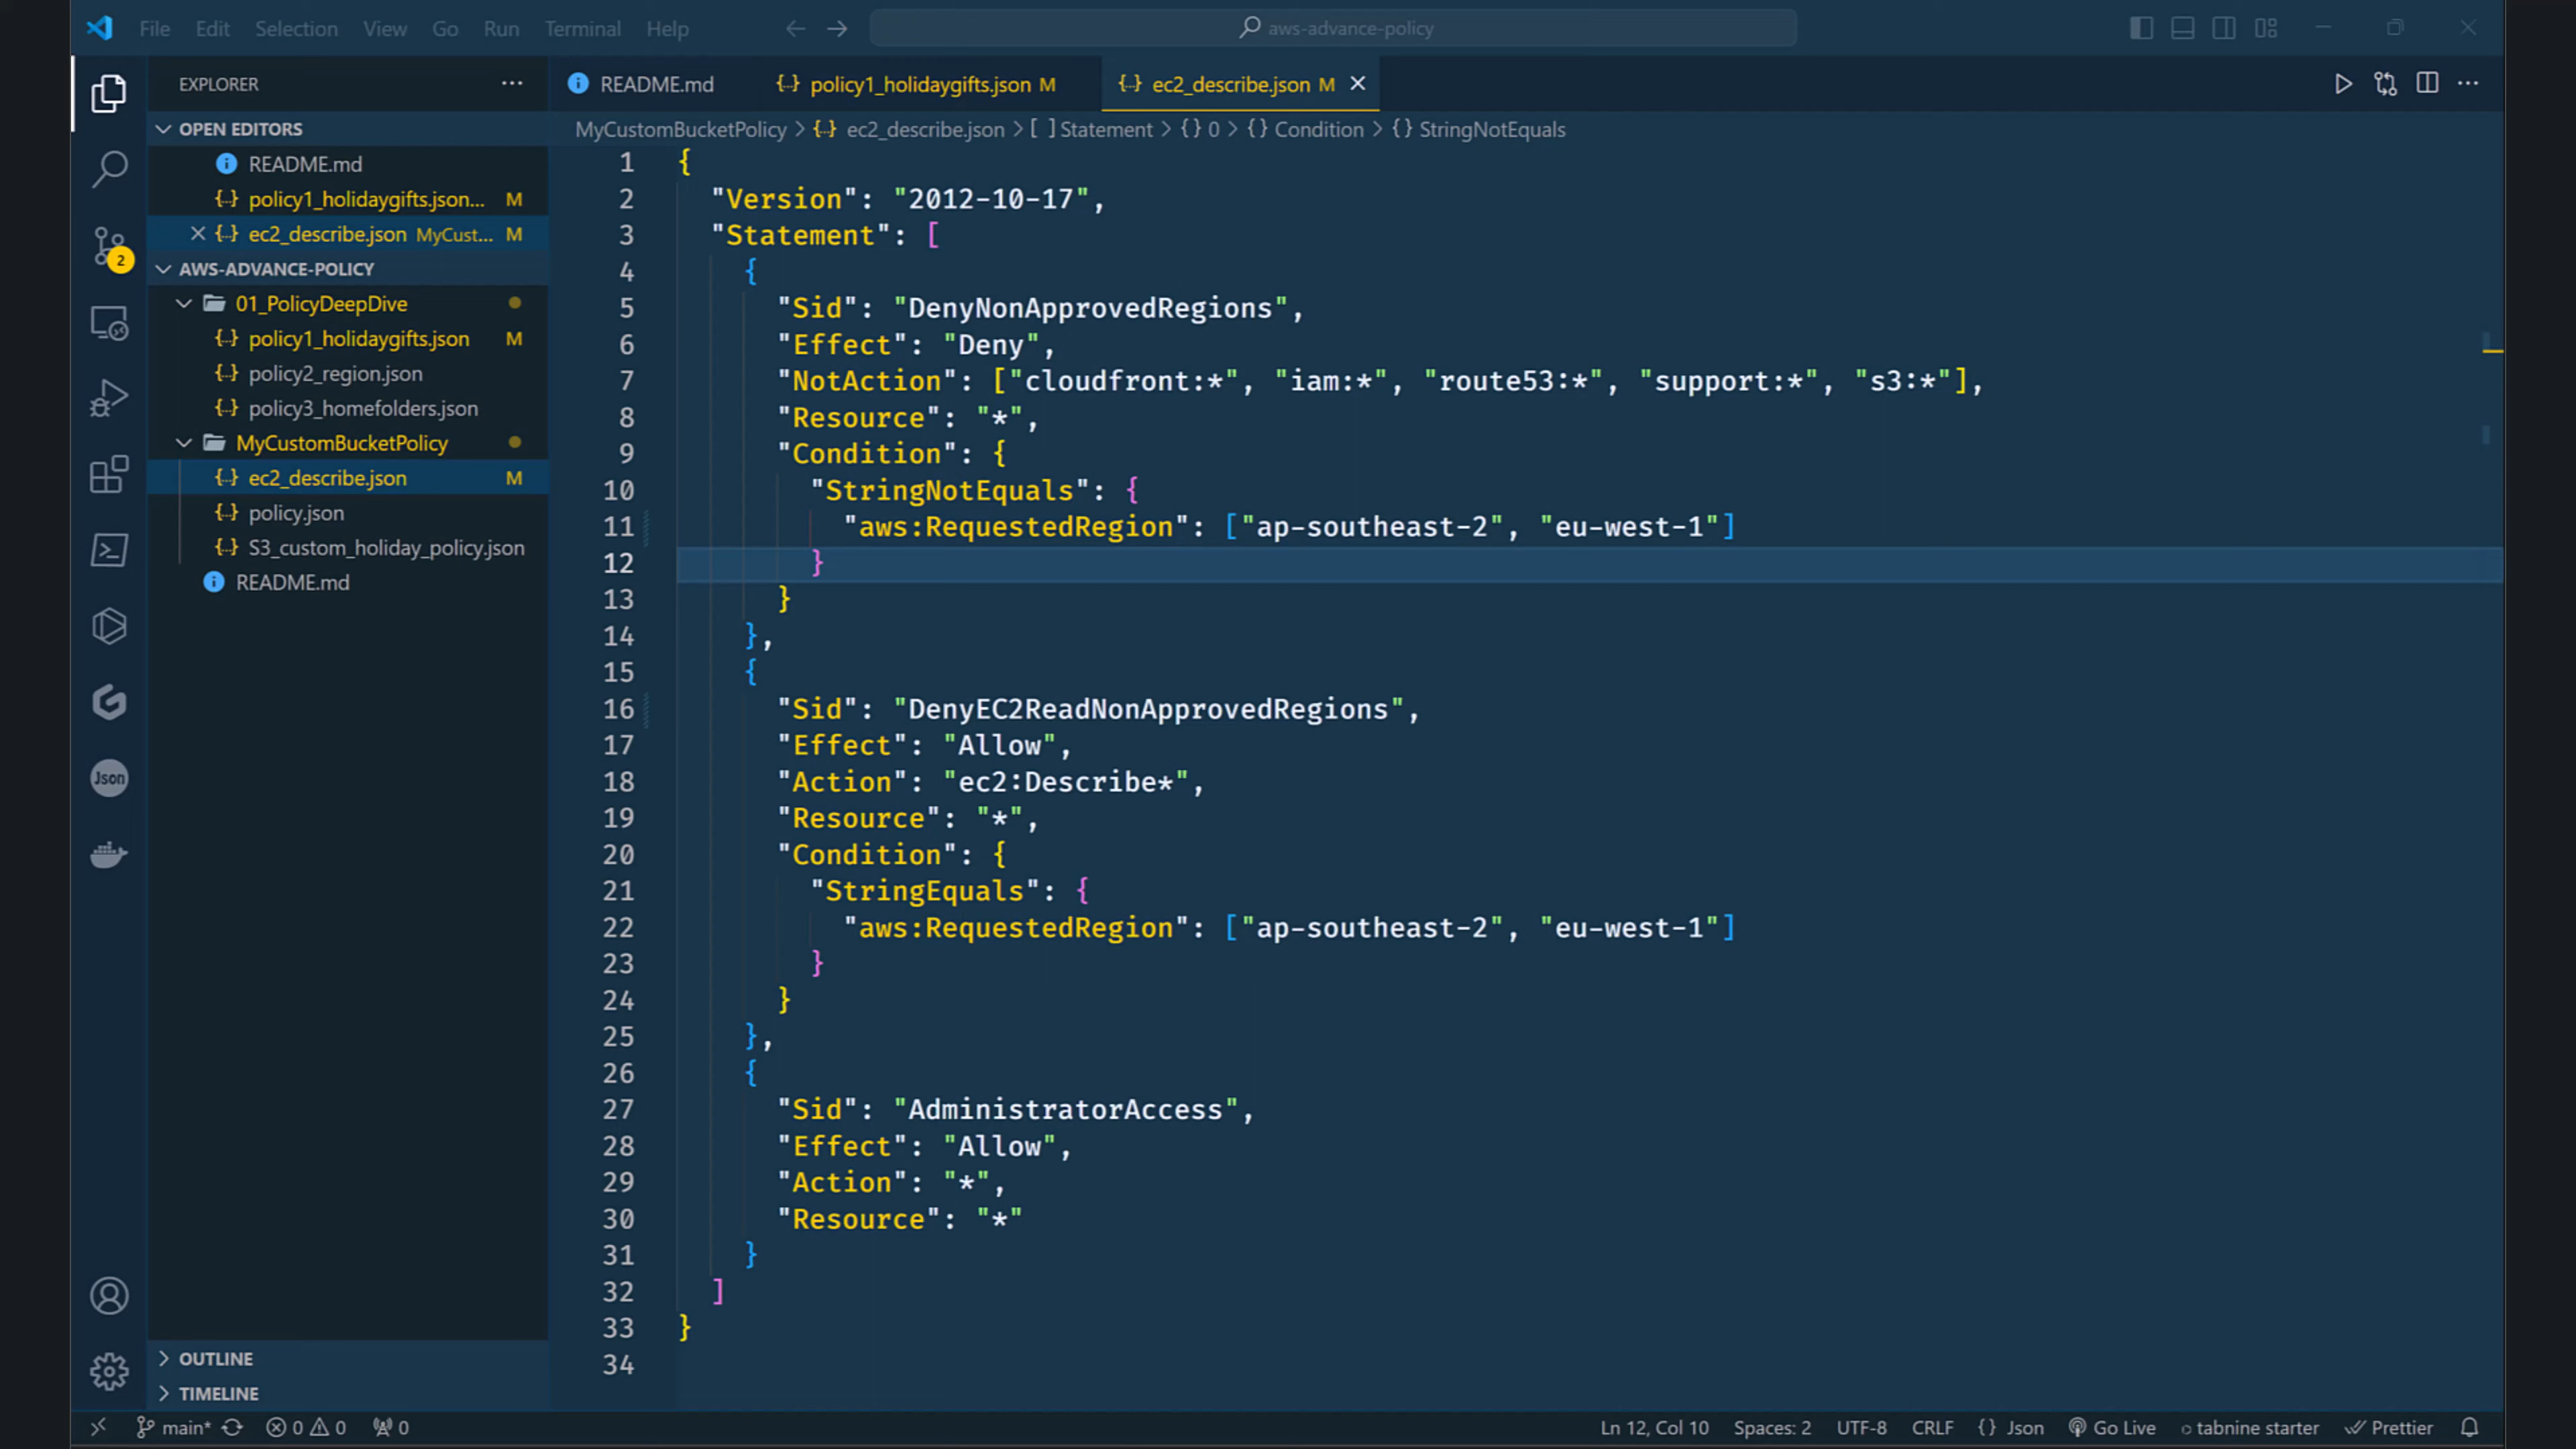 File Edit Selection View Go Run Terminal Help
aws-advance-policy
EXPLORER
README.md
policy1_holidaygifts.json M
ec2_describe.json M
OPEN EDITORS
README.md
policy1_holidaygifts.json... M
ec2_describe.json MyCust... M
AWS-ADVANCE-POLICY
01_PolicyDeepDive
policy1_holidaygifts.json M
policy2_region.json
policy3_homefolders.json
MyCustomBucketPolicy
ec2_describe.json M
policy.json
S3_custom_holiday_policy.json
README.md
OUTLINE
TIMELINE
2
Json
MyCustomBucketPolicy > {..} ec2_describe.json > [ ] Statement > {} 0 > {} Condition > {} StringNotEquals
1 {
2 "Version": "2012-10-17",
3 "Statement": [
4 {
5 "Sid": "DenyNonApprovedRegions",
6 "Effect": "Deny",
7 "NotAction": ["cloudfront:*", "iam:*", "route53:*", "support:*", "s3:*"],
8 "Resource": "*",
9 "Condition": {
10 "StringNotEquals": {
11 "aws:RequestedRegion": ["ap-southeast-2", "eu-west-1"]
12 }
13 }
14 },
15 {
16 "Sid": "DenyEC2ReadNonApprovedRegions",
17 "Effect": "Allow",
18 "Action": "ec2:Describe*",
19 "Resource": "*",
20 "Condition": {
21 "StringEquals": {
22 "aws:RequestedRegion": ["ap-southeast-2", "eu-west-1"]
23 }
24 }
25 },
26 {
27 "Sid": "AdministratorAccess",
28 "Effect": "Allow",
29 "Action": "*",
30 "Resource": "*"
31 }
32 ]
33 }
34
main* 0 0 0 Ln 12, Col 10 Spaces: 2 UTF-8 CRLF {} Json Go Live tabnine starter Prettier